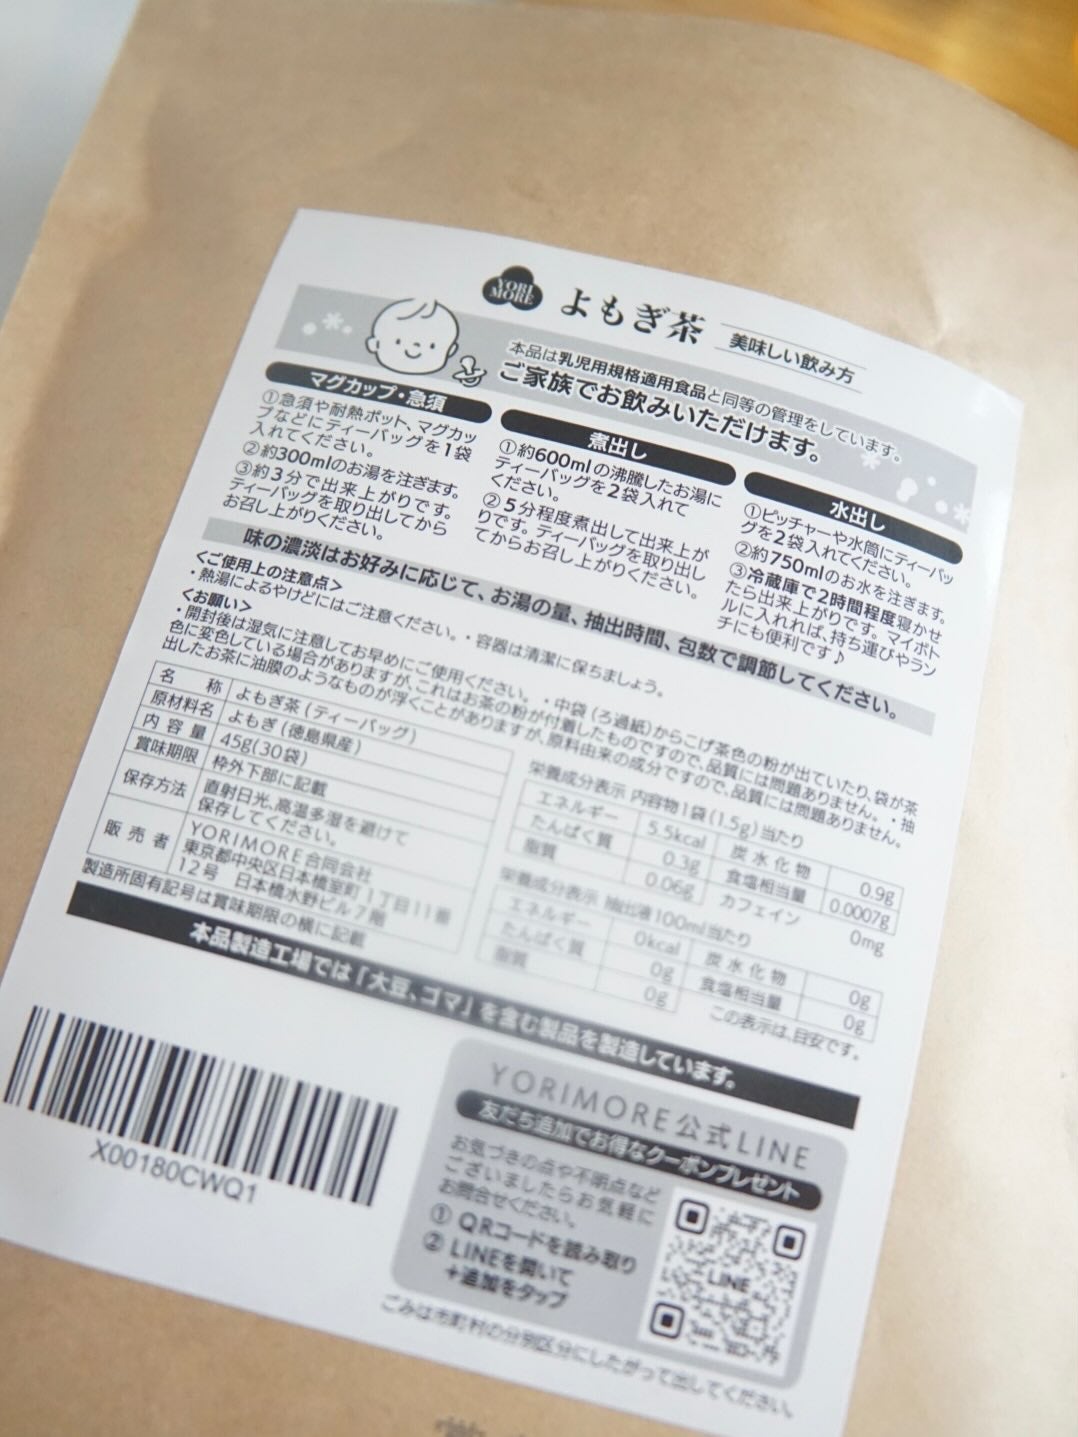 YORI
MORE
よもぎ茶
美味しい飲み方
本品は乳児用規格適用食品と同等の管理をしています。
ご家族でお飲みいただけます。
マグカップ・急須
①急須や耐熱ポット、マグカッ
プなどにティーバッグを1袋
入れてください。
②約300mlのお湯を注ぎます。
③約3分で出来上がりです。
ティーバッグを取り出してから
お召し上がりください。
煮出し
①約600mlの沸騰したお湯に
ティーバッグを2袋入れて
ください。
②5分程度煮出して出来上が
りです。ティーバッグを取り出し
てからお召し上がりください。
水出し
①ピッチャーや水筒にティーバッ
グを2袋入れてください。
②約750mlのお水を注ぎます。
③冷蔵庫で2時間程度寝かせ
たら出来上がりです。マイボト
ルに入れれば、持ち運びやラン
チにも便利です♪
味の濃淡はお好みに応じて、お湯の量、抽出時間、包数で調節してください。
<ご使用上の注意点>
・熱湯によるやけどにはご注意ください。・容器は清潔に保ちましょう。
<お願い>
・開封後は湿気に注意してお早めにご使用ください。・中袋（ろ過紙）からこげ茶色の粉が出ていたり、袋が茶
色に変色している場合がありますが、これはお茶の粉が付着したものですので、品質には問題ありません。・抽
出したお茶に油膜のようなものが浮くことがありますが、原料由来の成分ですので、品質には問題ありません。
名称 よもぎ茶（ティーバッグ）
原材料名 よもぎ（徳島県産）
内容量 45g(30袋)
賞味期限 枠外下部に記載
保存方法 直射日光、高温多湿を避けて
保存してください。
販売者 YORIMORE合同会社
東京都中央区日本橋室町1丁目11番
12号 日本橋水野ビル7階
製造所固有記号は賞味期限の横に記載
栄養成分表示 内容物1袋(1.5g)当たり
エネルギー 5.5kcal 炭水化物 0.9g
たんぱく質 0.3g 食塩相当量 0.0007g
脂質 0.06g カフェイン 0mg
栄養成分表示 抽出液100ml当たり
エネルギー 0kcal 炭水化物 0g
たんぱく質 0g 食塩相当量 0g
脂質 0g この表示は、目安です。
本品製造工場では「大豆、ゴマ」を含む製品を製造しています。
X00180CWQ1
YORIMORE公式LINE
友だち追加でお得なクーポンプレゼント
お気づきの点や不明点など
ございましたらお気軽に
お問合せください。
① QRコードを読み取り
② LINEを開いて
+追加をタップ
LINE
ごみは市町村の分別区分にしたがって出してください。